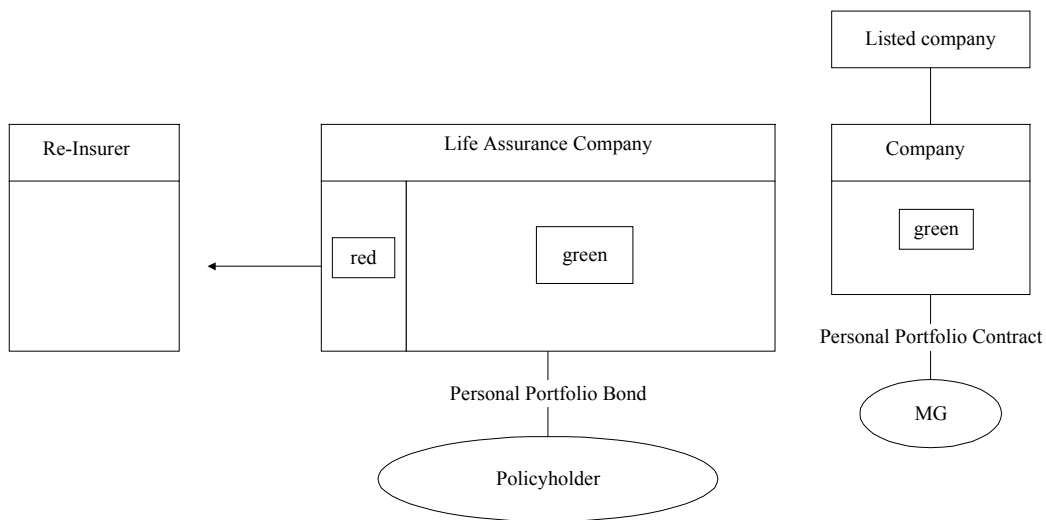 Listed company
Re-Insurer
Life Assurance Company
Company
red
green
green
Personal Portfolio Contract
Personal Portfolio Bond
MG
Policyholder